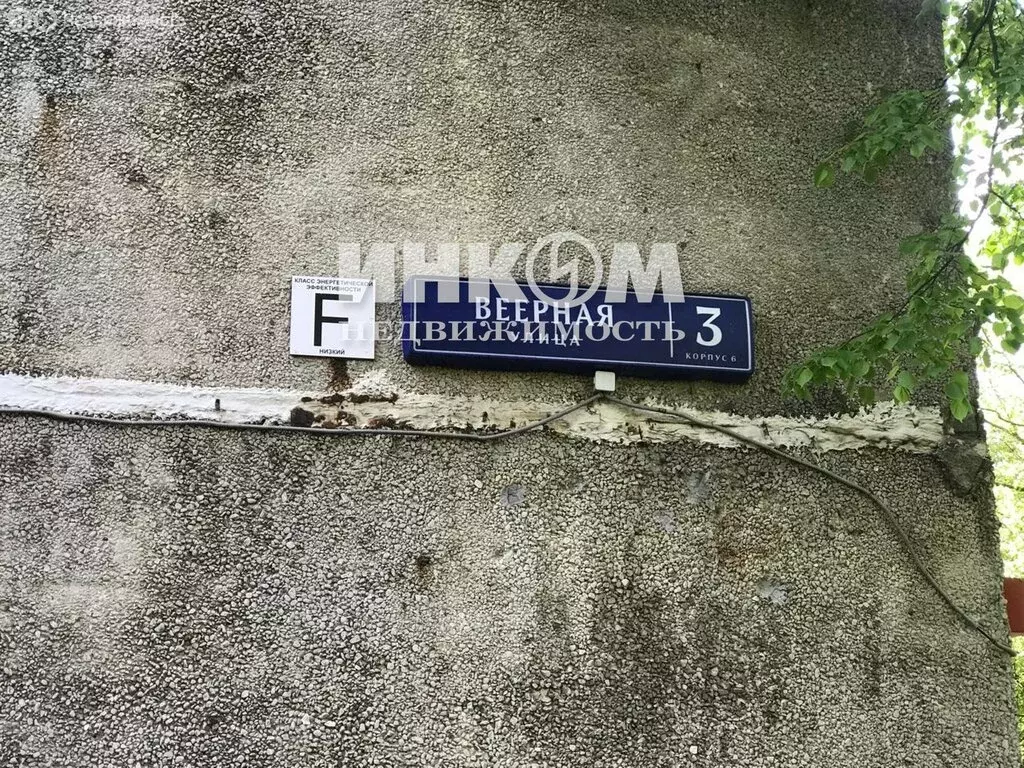 КЛАСС ЭНЕРГЕТИЧЕСКОЙ
ЭФФЕКТИВНОСТИ
F
НИЗКИЙ
ИНКОМ
НЕДВИЖИМОСТЬ
ВЕЕРНАЯ
УЛИЦА
3
КОРПУС 6